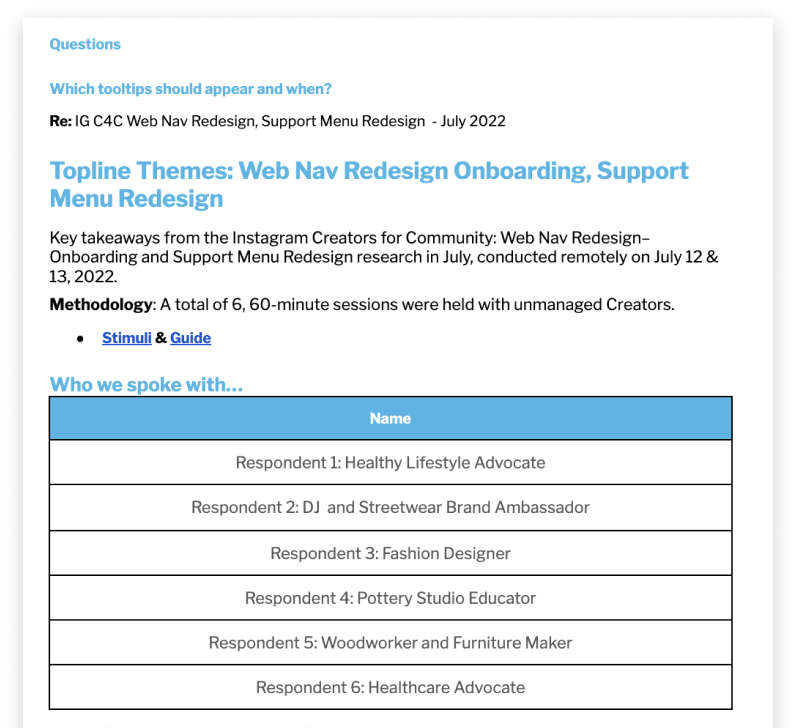 Questions
Which tooltips should appear and when?
Re: IG C4C Web Nav Redesign, Support Menu Redesign - July 2022
Topline Themes: Web Nav Redesign Onboarding, Support
Menu Redesign
Key takeaways from the Instagram Creators for Community: Web Nav Redesign–
Onboarding and Support Menu Redesign research in July, conducted remotely on July 12 &
13, 2022.
Methodology: A total of 6, 60-minute sessions were held with unmanaged Creators.
● Stimuli & Guide
Who we spoke with...
Name
Respondent 1: Healthy Lifestyle Advocate
Respondent 2: DJ and Streetwear Brand Ambassador
Respondent 3: Fashion Designer
Respondent 4: Pottery Studio Educator
Respondent 5: Woodworker and Furniture Maker
Respondent 6: Healthcare Advocate